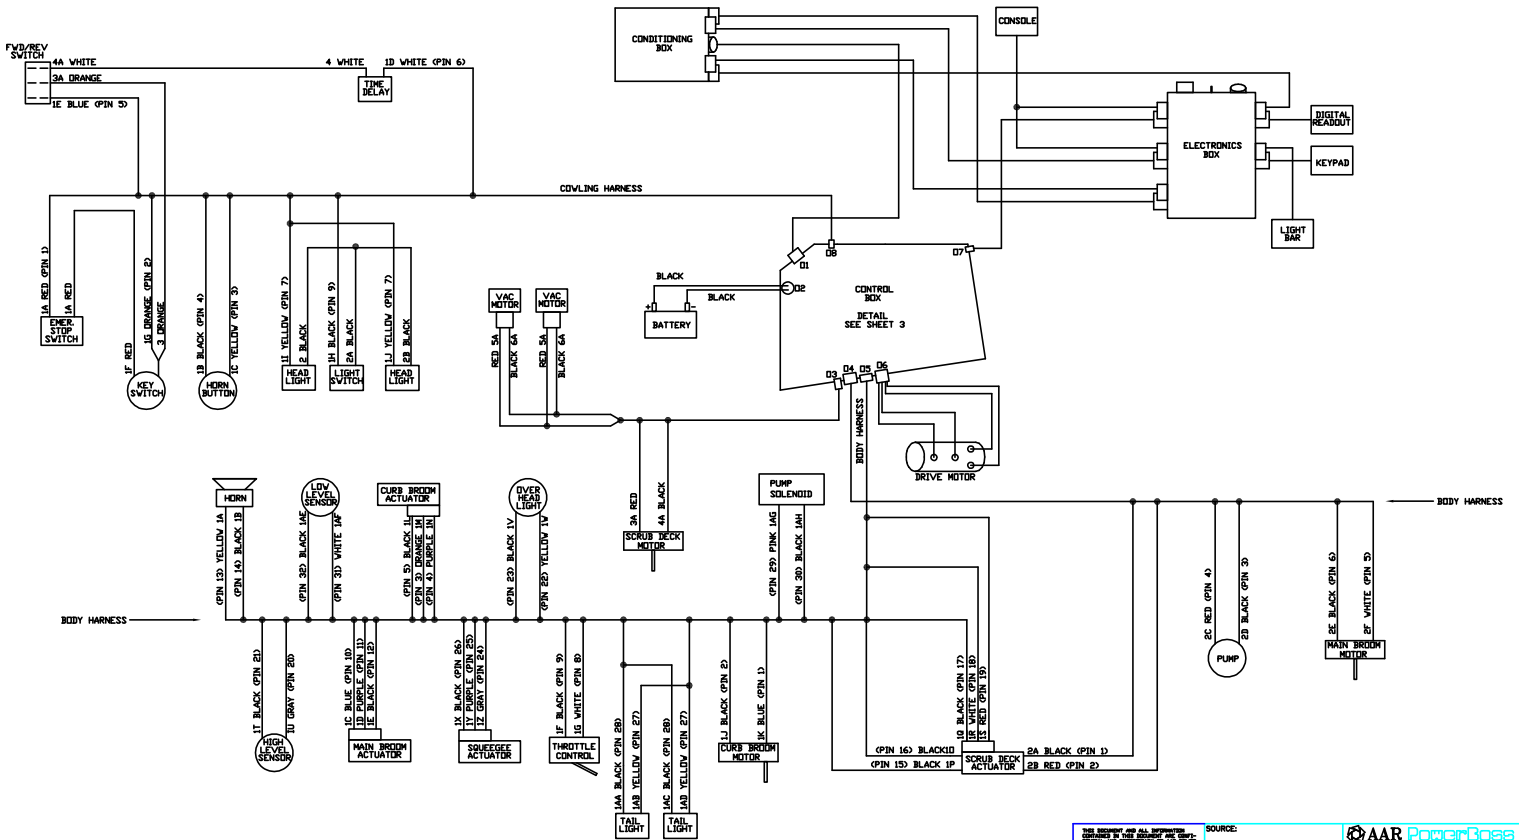 FWD/REV
SWITCH
4A WHITE
3A ORANGE
1E BLUE (PIN 5)
4 WHITE
1D WHITE (PIN 6)
TIME
DELAY
CONDITIONING
BOX
CONSOLE
ELECTRONICS
BOX
DIGITAL
READOUT
KEYPAD
LIGHT
BAR
COWLING HARNESS
1A RED (PIN 1)
1A RED
EMER.
STOP
SWITCH
1F RED
1G ORANGE (PIN 2)
3 ORANGE
KEY
SWITCH
1B BLACK (PIN 4)
1C YELLOW (PIN 3)
HORN
BUTTON
1I YELLOW (PIN 7)
2 BLACK
HEAD
LIGHT
1H BLACK (PIN 9)
2A BLACK
LIGHT
SWITCH
1J YELLOW (PIN 7)
2B BLACK
HEAD
LIGHT
VAC
MOTOR
RED 5A
BLACK 6A
VAC
MOTOR
RED 5A
BLACK 6A
BLACK
BLACK
+
-
BATTERY
D1
D8
D7
D2
CONTROL
BOX
DETAIL
SEE SHEET 3
D3
D4
D5
D6
BODY HARNESS
DRIVE MOTOR
HORN
(PIN 13) YELLOW 1A
(PIN 14) BLACK 1B
LOW
LEVEL
SENSOR
(PIN 32) BLACK 1AE
(PIN 31) WHITE 1AF
CURB BROOM
ACTUATOR
(PIN 5) BLACK 1L
(PIN 3) ORANGE 1M
(PIN 4) PURPLE 1N
OVER
HEAD
LIGHT
(PIN 23) BLACK 1V
(PIN 22) YELLOW 1W
3A RED
4A BLACK
SCRUB DECK
MOTOR
PUMP
SOLENOID
(PIN 29) PINK 1AG
(PIN 30) BLACK 1AH
BODY HARNESS
BODY HARNESS
1T BLACK (PIN 21)
1U GRAY (PIN 20)
HIGH
LEVEL
SENSOR
1C BLUE (PIN 10)
1D PURPLE (PIN 11)
1E BLACK (PIN 12)
MAIN BROOM
ACTUATOR
1X BLACK (PIN 26)
1Y PURPLE (PIN 25)
1Z GRAY (PIN 24)
SQUEEGEE
ACTUATOR
1F BLACK (PIN 9)
1G WHITE (PIN 8)
THROTTLE
CONTROL
1AA BLACK (PIN 28)
1AB YELLOW (PIN 27)
TAIL
LIGHT
1AC BLACK (PIN 28)
1AD YELLOW (PIN 27)
TAIL
LIGHT
1J BLACK (PIN 2)
1K BLUE (PIN 1)
CURB BROOM
MOTOR
1Q BLACK (PIN 17)
1R WHITE (PIN 18)
1S RED (PIN 19)
(PIN 16) BLACK1O
(PIN 15) BLACK 1P
SCRUB DECK
ACTUATOR
2A BLACK (PIN 1)
2B RED (PIN 2)
2C RED (PIN 4)
2D BLACK (PIN 3)
PUMP
2E BLACK (PIN 6)
2F WHITE (PIN 5)
MAIN BROOM
MOTOR
THIS DOCUMENT AND ALL INFORMATION
CONTAINED IN THIS DOCUMENT ARE CONFI-
SOURCE:
AAR PowerBoss